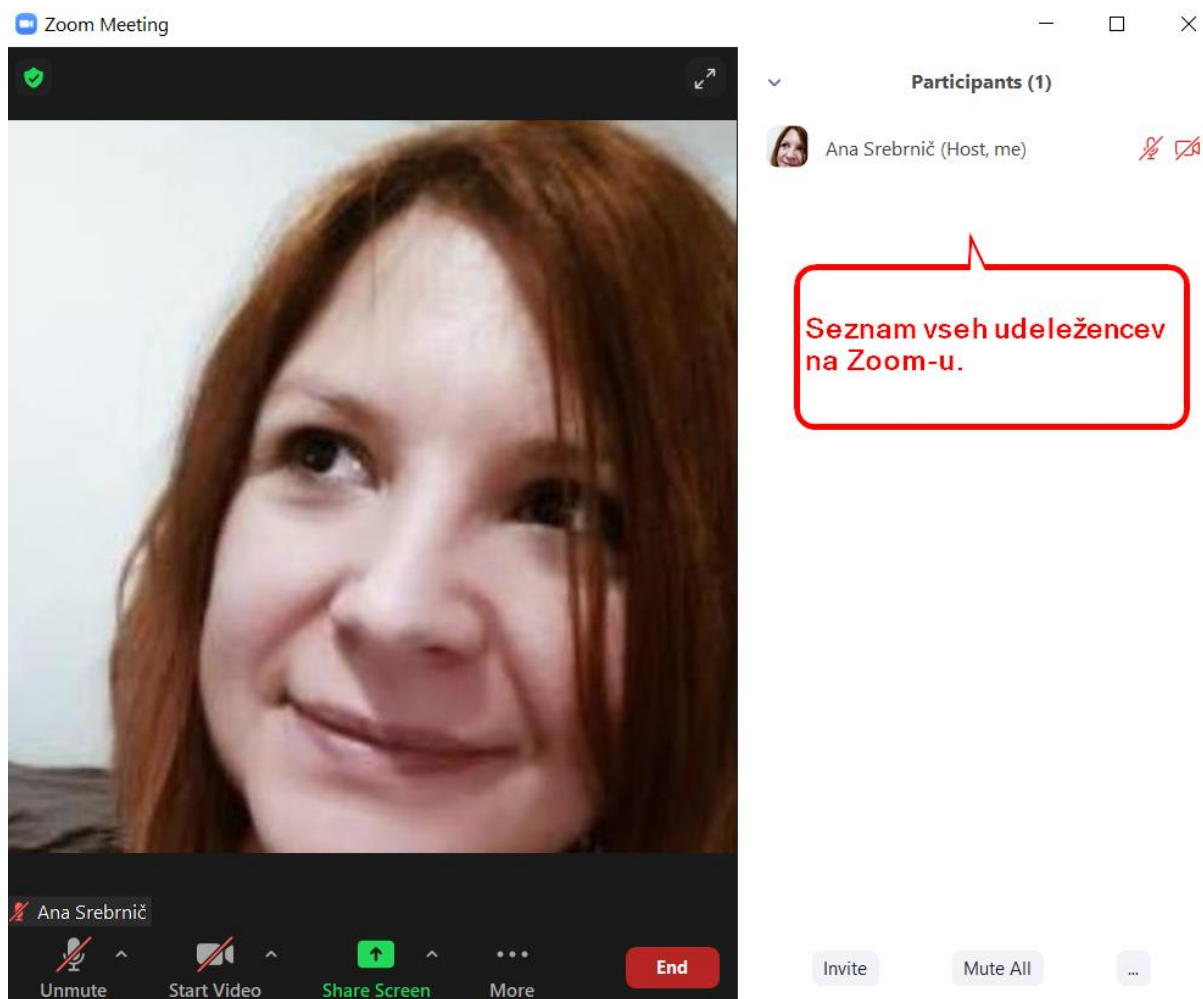 Zoom Meeting
Participants (1)
Ana Srebrnič (Host, me)
Seznam vseh udeležencev
na Zoom-u.
Ana Srebrnič
Unmute
Start Video
Share Screen
More
End
Invite
Mute All
...